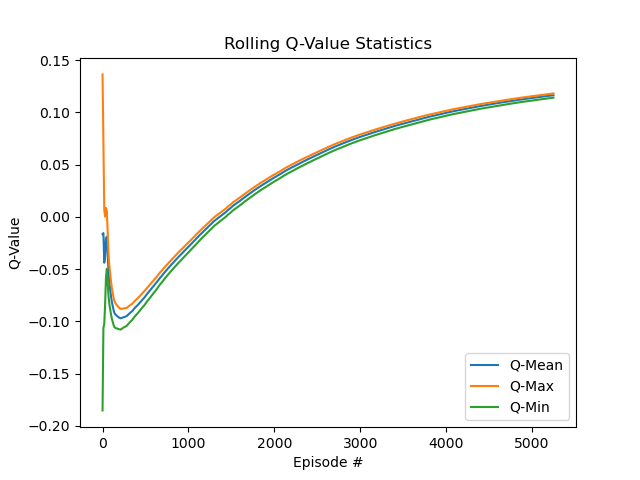 Rolling Q-Value Statistics
0.15
0.10
0.05
0.00
−0.05
−0.10
−0.15
−0.20
Q-Value
0 1000 2000 3000 4000 5000
Episode #
Q-Mean
Q-Max
Q-Min